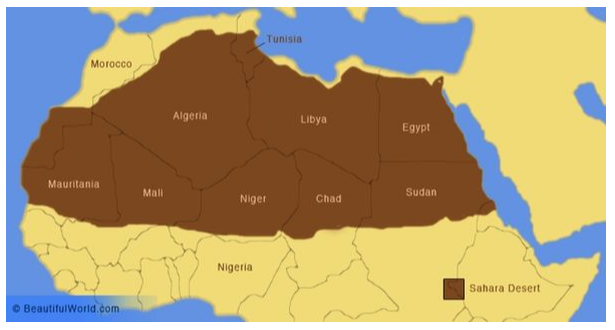 Tunisia
Morocco
Algeria
Libya
Egypt
Mauritania
Mali
Niger
Chad
Sudan
Nigeria
Sahara Desert
© BeautifulWorld.com